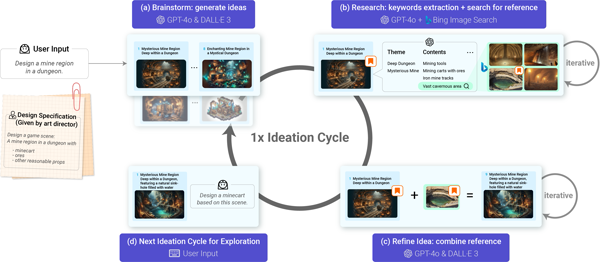 (a) Brainstorm: generate ideas
GPT-4o & DALL·E 3
(b) Research: keywords extraction + search for reference
GPT-4o + Bing Image Search
User Input
Design a mine region
in a dungeon.
Mysterious Mine Region
Deep within a Dungeon
...
Enchanting Mine Region in
a Mystical Dungeon
Mysterious Mine Region
Deep within a Dungeon
Theme
Contents
...
Deep Dungeon
Mysterious Mine
Mining tools
Mining carts with ores
Iron mine tracks
Vast cavernous area
iterative
Design Specification
(Given by art director)
Design a game scene:
A mine region in a dungeon with
- minecart
- ores
- other reasonable props
1x Ideation Cycle
Mysterious Mine Region
Deep within a Dungeon,
featuring a natural sink-
hole filled with water
Design a minecart
based on this scene.
Mysterious Mine Region
Deep within a Dungeon
+
=
Mysterious Mine Region
Deep within a Dungeon,
featuring a natural sink-
hole filled with water
iterative
(d) Next Ideation Cycle for Exploration
User Input
(c) Refine Idea: combine reference
GPT-4o & DALL·E 3